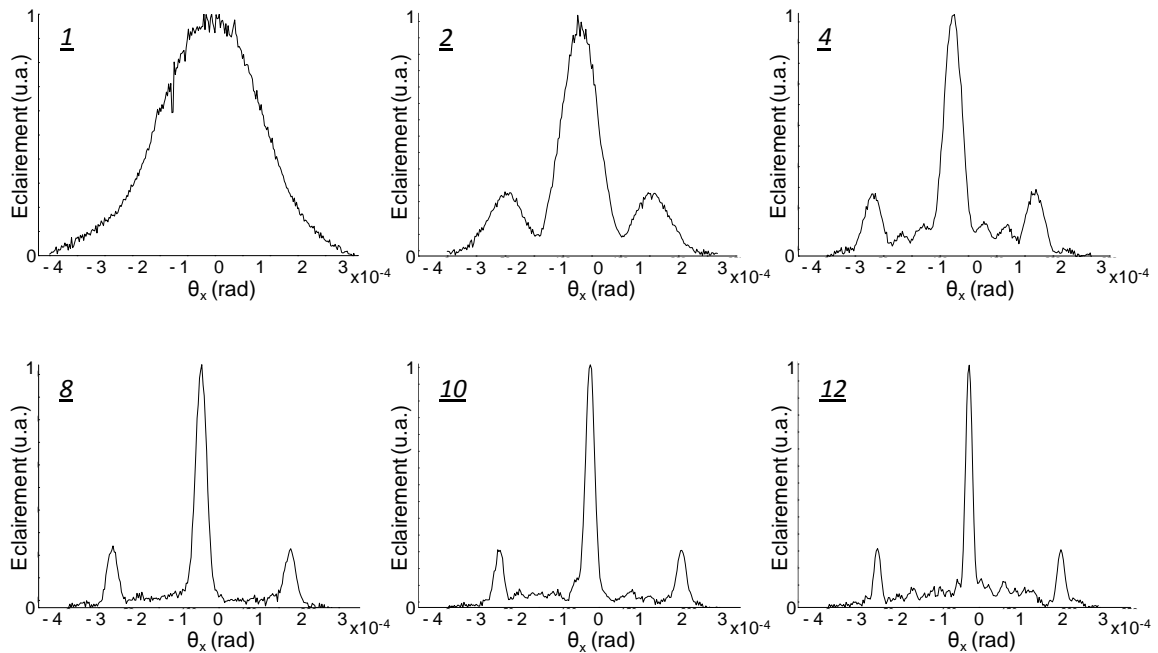 1
1
Eclairement (u.a.)
0
- 4 - 3 - 2 - 1 0 1 2 3
x10-4
θx (rad)
2
1
Eclairement (u.a.)
0
- 4 - 3 - 2 - 1 0 1 2 3
x10-4
θx (rad)
4
1
Eclairement (u.a.)
0
- 4 - 3 - 2 - 1 0 1 2 3
x10-4
θx (rad)
8
1
Eclairement (u.a.)
0
- 4 - 3 - 2 - 1 0 1 2 3
x10-4
θx (rad)
10
1
Eclairement (u.a.)
0
- 4 - 3 - 2 - 1 0 1 2 3
x10-4
θx (rad)
12
1
Eclairement (u.a.)
0
- 4 - 3 - 2 - 1 0 1 2 3 4
x10-4
θx (rad)